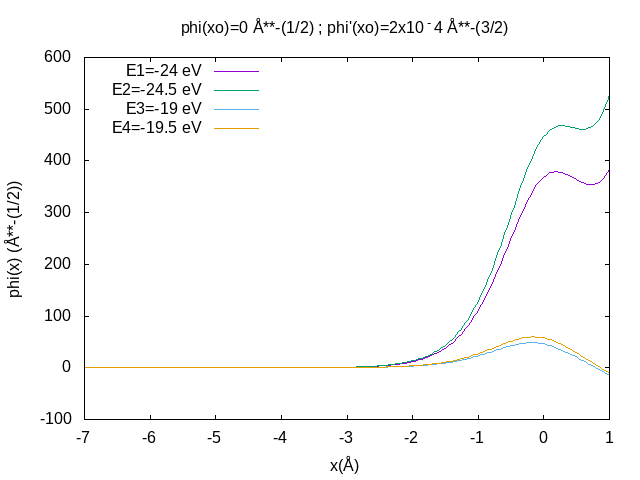 phi(xo)=0 Å**-(1/2) ; phi'(xo)=2x10⁻4 Å**-(3/2)
600
500
400
300
200
100
0
-100
phi(x) (Å**-(1/2))
E1=-24 eV
E2=-24.5 eV
E3=-19 eV
E4=-19.5 eV
-7 -6 -5 -4 -3 -2 -1 0 1
x(Å)